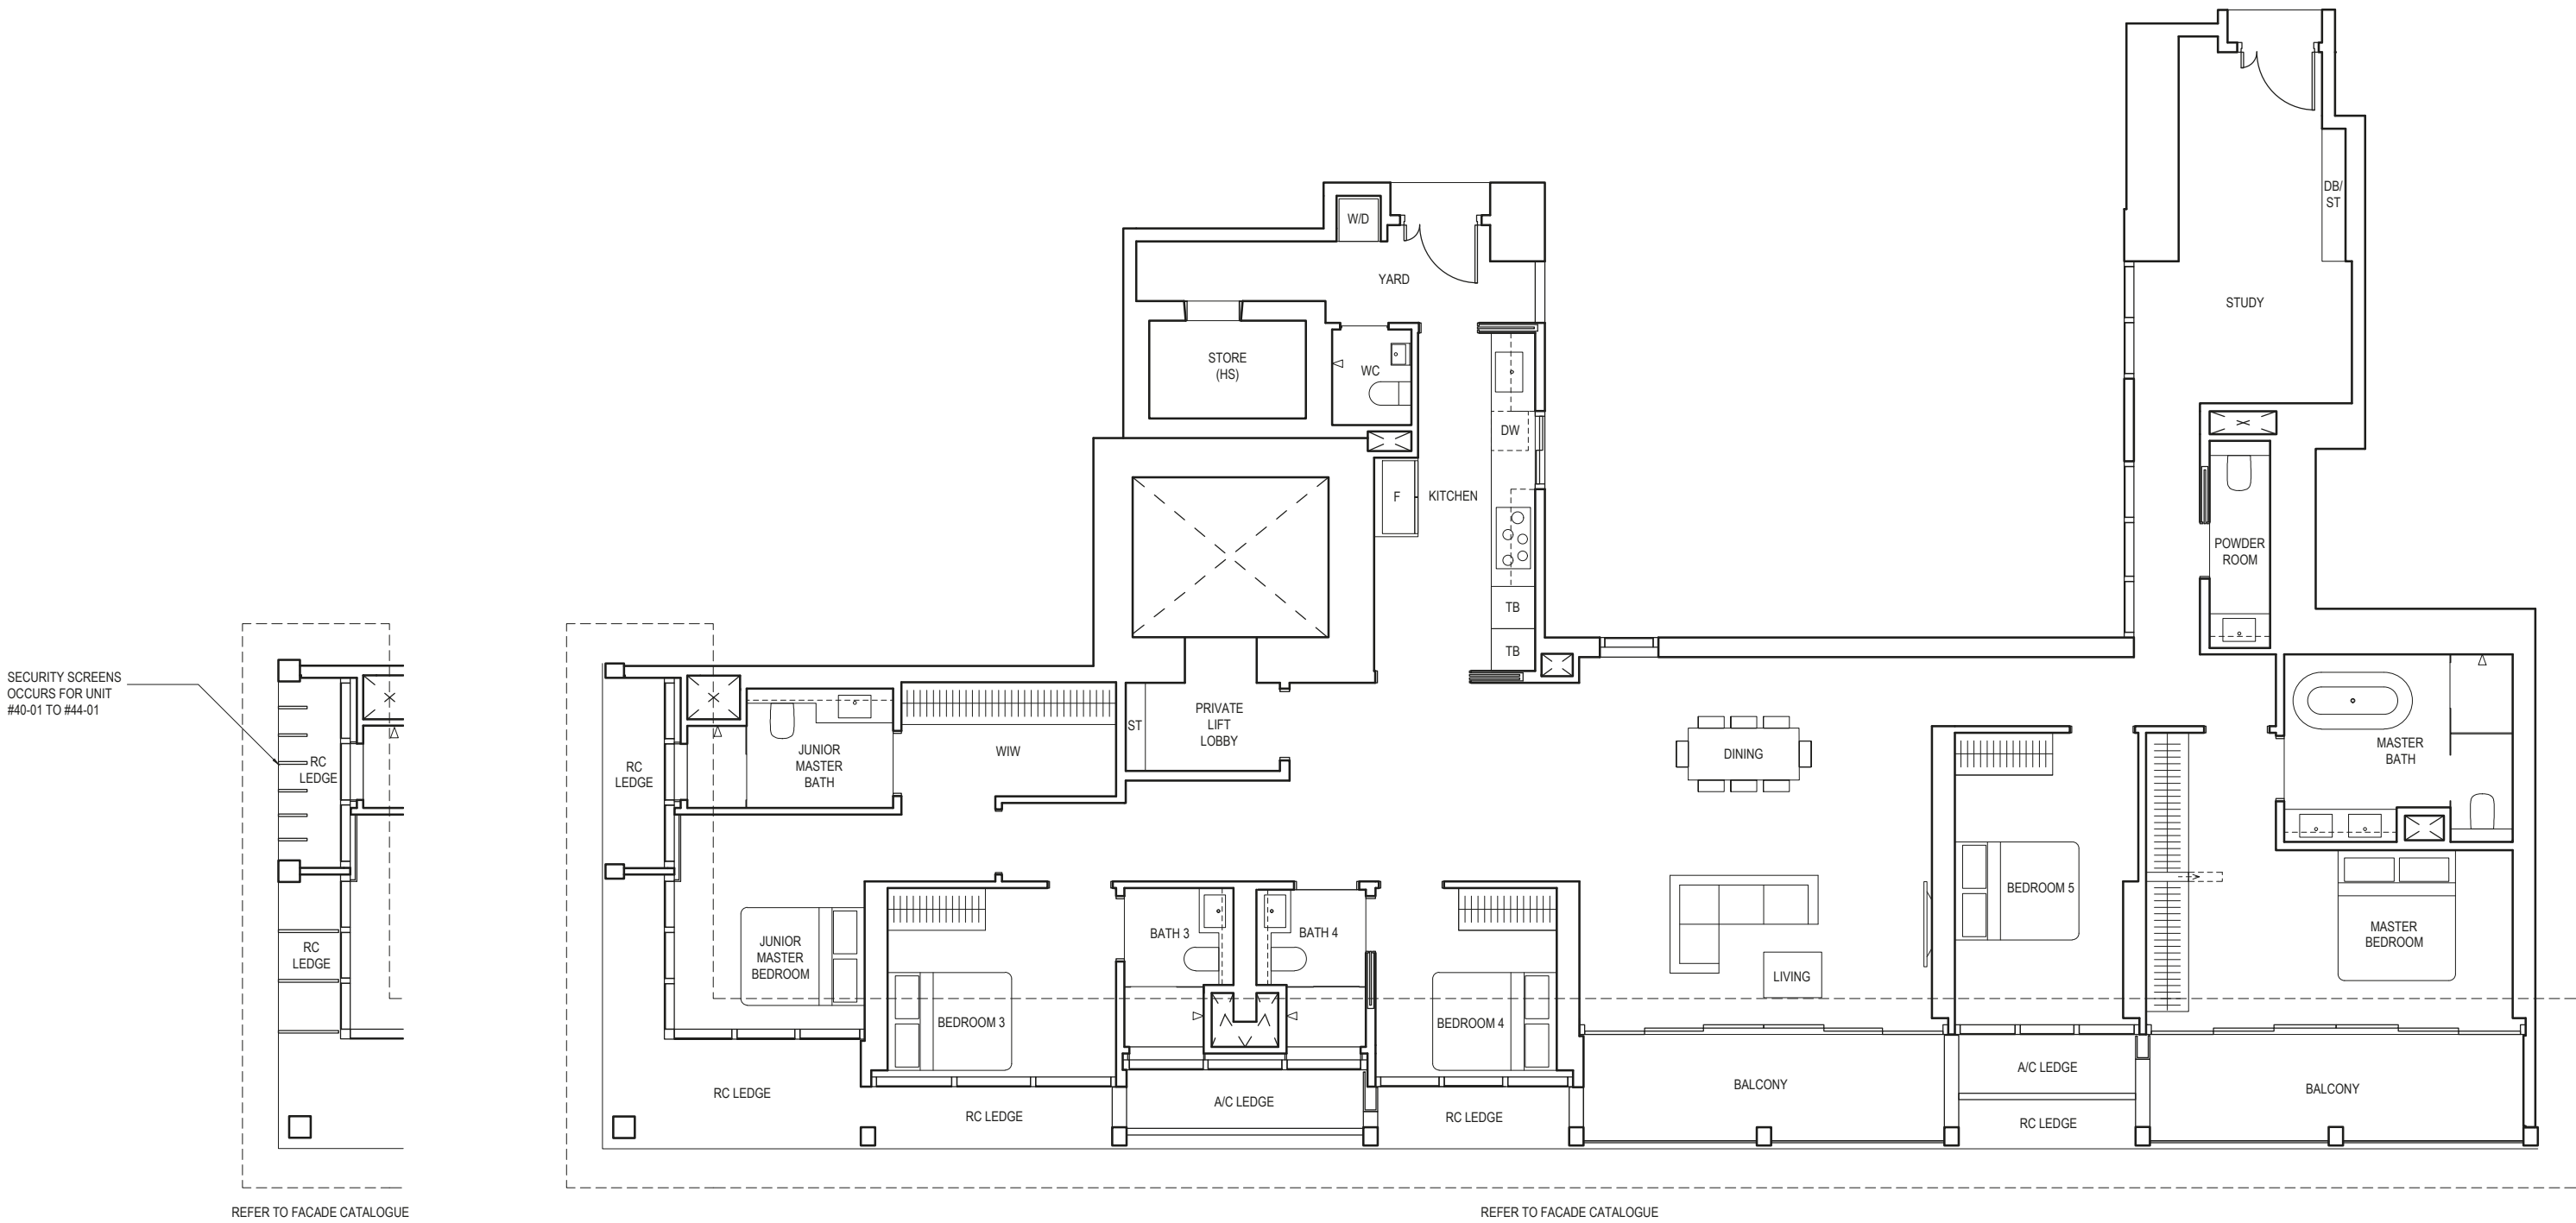 W/D
DB/
ST
YARD
STUDY
STORE
(HS)
WC
DW
F
KITCHEN
POWDER
ROOM
TB
TB
SECURITY SCREENS
OCCURS FOR UNIT
#40-01 TO #44-01
RC
LEDGE
RC
LEDGE
RC
LEDGE
JUNIOR
MASTER
BATH
WIW
ST
PRIVATE
LIFT
LOBBY
DINING
MASTER
BATH
JUNIOR
MASTER
BEDROOM
BEDROOM 3
BATH 3
BATH 4
BEDROOM 4
LIVING
BEDROOM 5
MASTER
BEDROOM
RC LEDGE
RC LEDGE
A/C LEDGE
RC LEDGE
BALCONY
A/C LEDGE
RC LEDGE
BALCONY
REFER TO FACADE CATALOGUE
REFER TO FACADE CATALOGUE